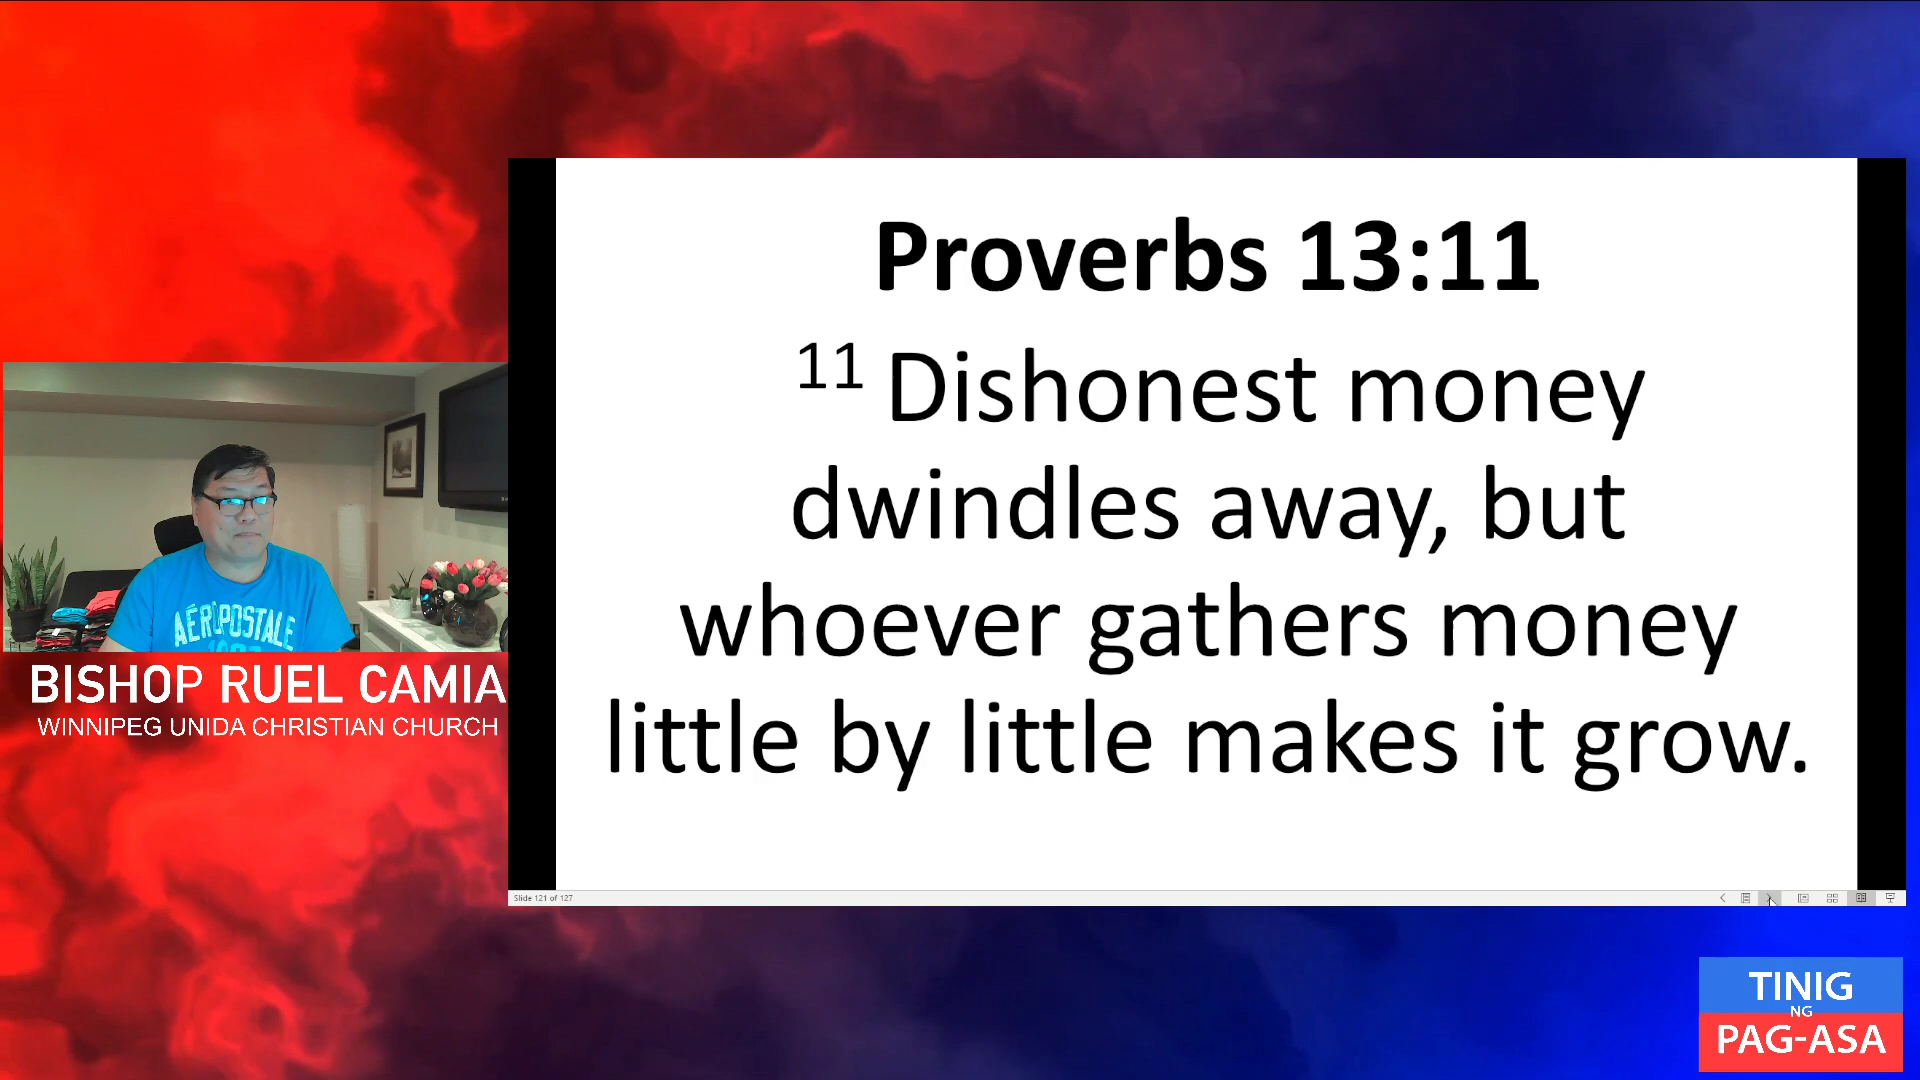 Proverbs 13:11
11 Dishonest money
dwindles away, but
whoever gathers money
little by little makes it grow.
Slide 121 of 127
AÉROPOSTALE
BISHOP RUEL CAMIA
WINNIPEG UNIDA CHRISTIAN CHURCH
TINIG
NG
PAG-ASA